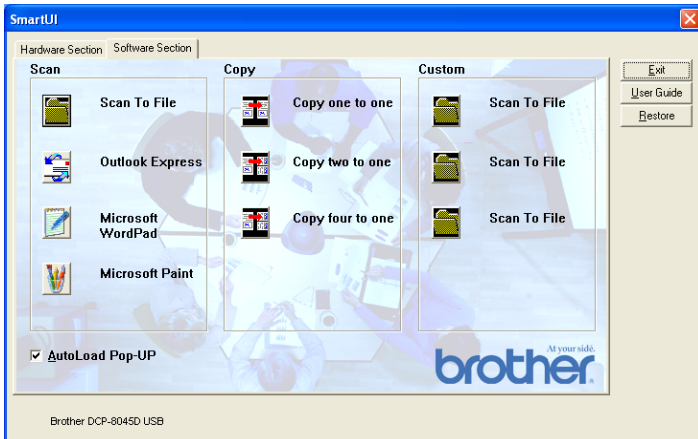 SmartUI
Hardware Section
Software Section
Scan
Scan To File
Outlook Express
Microsoft
WordPad
Microsoft Paint
Copy
Copy one to one
Copy two to one
Copy four to one
Custom
Scan To File
Scan To File
Scan To File
Exit
User Guide
Restore
AutoLoad Pop-UP
At your side.
brother
Brother DCP-8045D USB